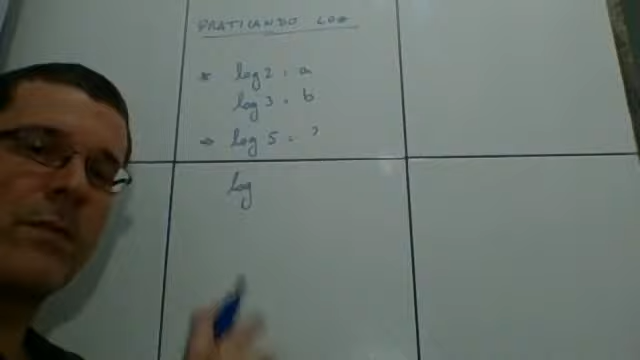 PRATICANDO LOG
* log 2 = a
log 3 = b
⇒ log 5 = ?
log